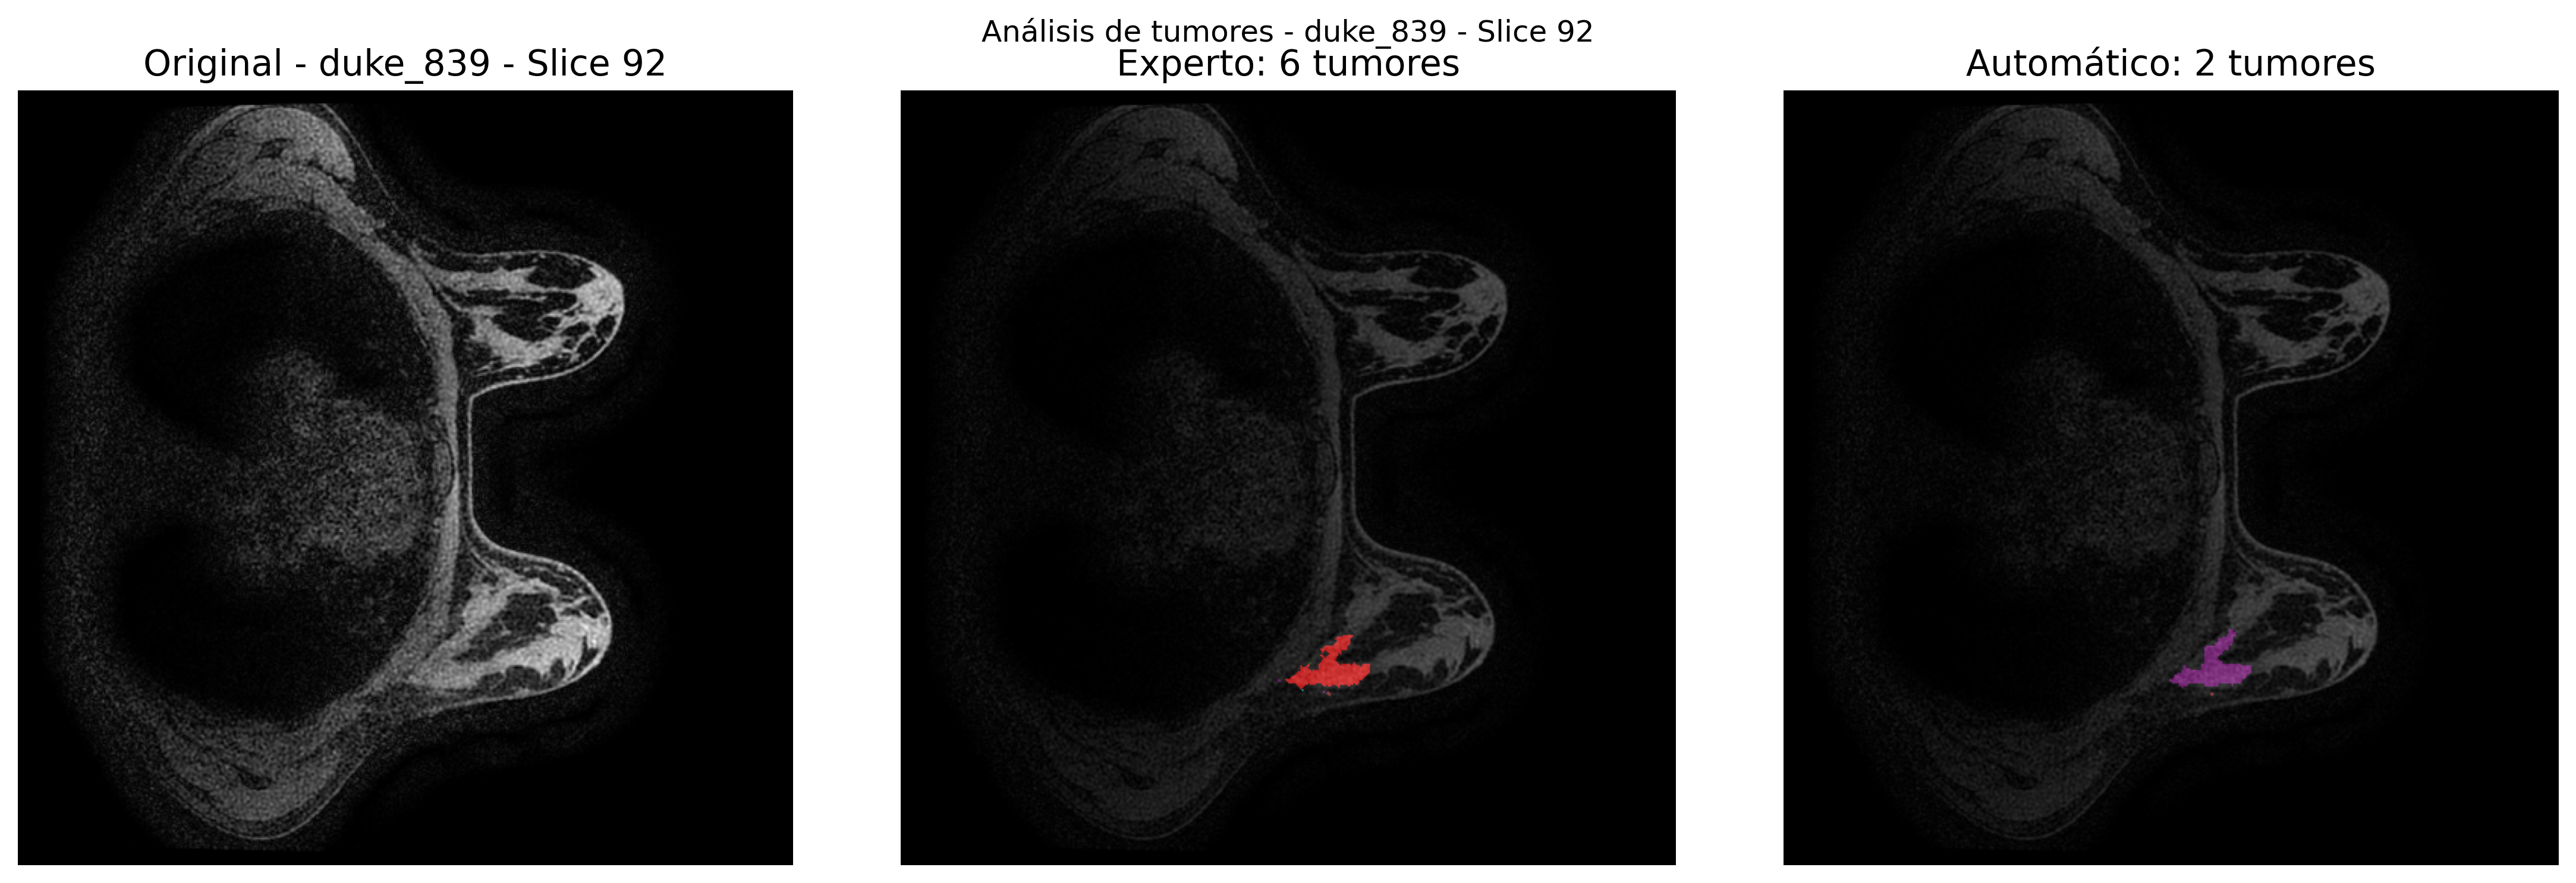 Análisis de tumores - duke_839 - Slice 92
Original - duke_839 - Slice 92
Experto: 6 tumores
Automático: 2 tumores